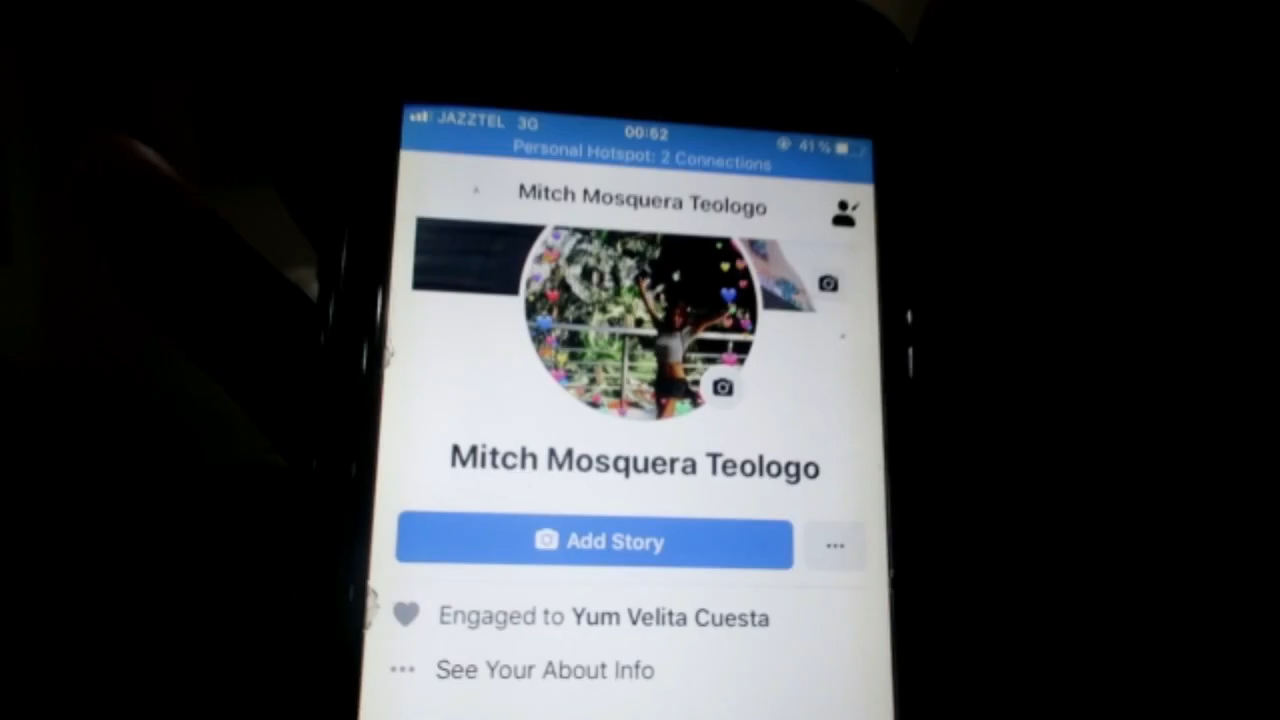 JAZZTEL 3G 00:52 41 %
Personal Hotspot: 2 Connections
Mitch Mosquera Teologo
Mitch Mosquera Teologo
Add Story
Engaged to Yum Velita Cuesta
See Your About Info